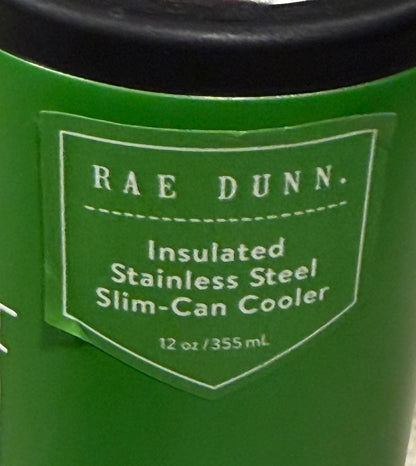 RAE DUNN.
Insulated
Stainless Steel
Slim-Can Cooler
12 oz/355 mL